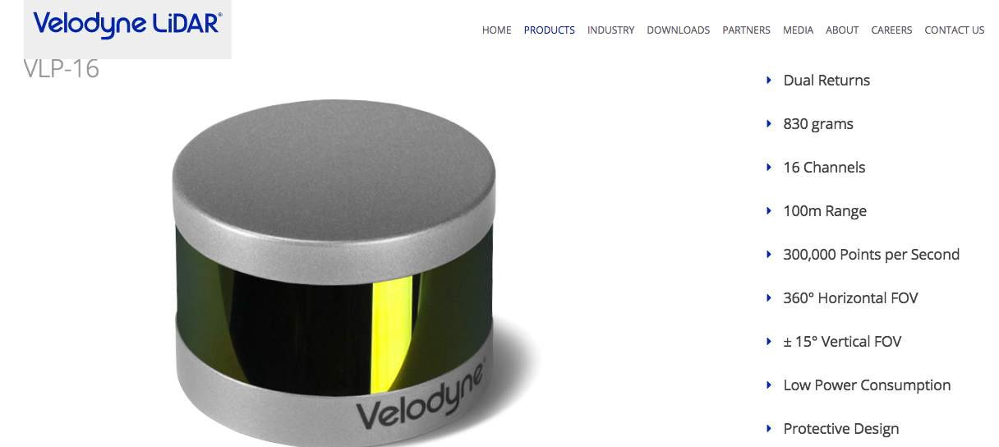 Velodyne LiDAR®
HOME PRODUCTS INDUSTRY DOWNLOADS PARTNERS MEDIA ABOUT CAREERS CONTACT US
VLP-16
Dual Returns
830 grams
16 Channels
100m Range
300,000 Points per Second
360° Horizontal FOV
± 15° Vertical FOV
Low Power Consumption
Protective Design
Velodyne®